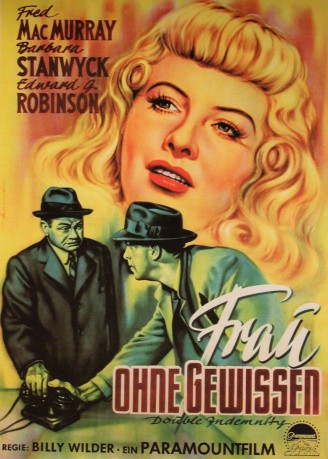 Fred
MACMURRAY
Barbara
STANWYCK
Edward G.
ROBINSON
Frau
OHNE GEWISSEN
Double Indemnity
REGIE: BILLY WILDER - EIN PARAMOUNTFILM